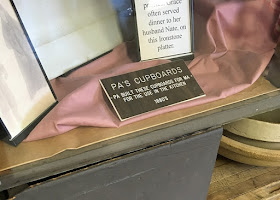 often served
dinner to her
husband Nate, on
this Ironstone
platter.
PA'S CUPBOARDS
PA BUILT THESE CUPBOARDS FOR MA
FOR THE USE IN THE KITCHEN
1880'S